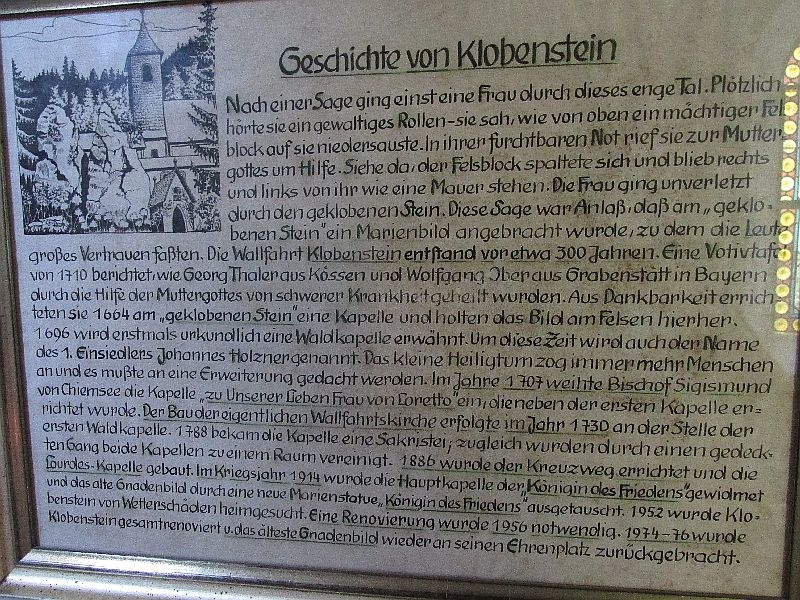 Geschichte von Klobenstein
Nach einer Sage ging einst eine Frau durch dieses enge Tal. Plötzlich
hörte sie ein gewaltiges Rollen - sie sah, wie von oben ein mächtiger Fel
block auf sie niedersauste. In ihrer furchtbaren Not rief sie zur Mutter-
gottes um Hilfe. Siehe da, der Felsblock spaltete sich und blieb rechts
und links von ihr wie eine Mauer stehen. Die Frau ging unverletzt
durch den geklobenen Stein. Diese Sage war Anlaß, daß am „geklo-
benen Stein" ein Marienbild angebracht wurde, zu dem die Leute
großes Vertrauen faßten. Die Wallfahrt Klobenstein entstand vor etwa 300 Jahren. Eine Votivtafe
von 1710 berichtet, wie Georg Thaler aus Kössen und Wolfgang Iber aus Grabenstätt in Bayern
durch die Hilfe der Muttergottes von schwerer Krankheit geheilt wurden. Aus Dankbarkeit errich-
teten sie 1664 am „geklobenen Stein" eine Kapelle und holten das Bild am Felsen hierher.
1696 wird erstmals urkundlich eine Waldkapelle erwähnt. Um diese Zeit wird auch der Name
des 1. Einsiedlers Johannes Holzner genannt. Das kleine Heiligtum zog immer mehr Menschen
an und es mußte an eine Erweiterung gedacht werden. Im Jahre 1707 weihte Bischof Sigismund
von Chiemsee die Kapelle „zu Unserer Lieben Frau von Loretto" ein, die neben der ersten Kapelle er-
richtet wurde. Der Bau der eigentlichen Wallfahrtskirche erfolgte im Jahr 1730 an der Stelle der
ersten Waldkapelle. 1788 bekam die Kapelle eine Sakristei; zugleich wurden durch einen gedeck-
ten Gang beide Kapellen zu einem Raum vereinigt. 1886 wurde der Kreuzweg errichtet und die
Lourdes-Kapelle gebaut. Im Kriegsjahr 1914 wurde die Hauptkapelle der „Königin des Friedens" gewidmet
und das alte Gnadenbild durch eine neue Marienstatue „Königin des Friedens" ausgetauscht. 1952 wurde Klo-
benstein von Wetterschäden heimgesucht. Eine Renovierung wurde 1956 notwendig. 1974-76 wurde
Klobenstein gesamtrenoviert u. das älteste Gnadenbild wieder an seinen Ehrenplatz zurückgebracht.